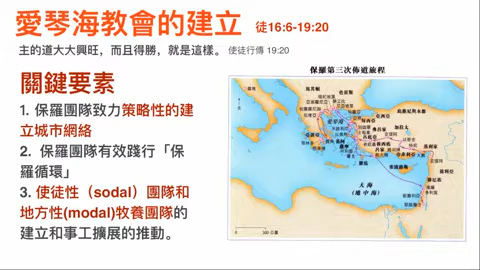 愛琴海教會的建立 徒16:6-19:20
主的道大大興旺，而且得勝，就是這樣。 使徒行傳 19:20
關鍵要素
1. 保羅團隊致力策略性的建
立城市網絡
2. 保羅團隊有效踐行「保
羅循環」
3. 使徒性（sodal）團隊和
地方性(modal)牧養團隊的
建立和事工擴展的推動。
保羅第三次佈道旅程
愛琴海
大海
(地中海)